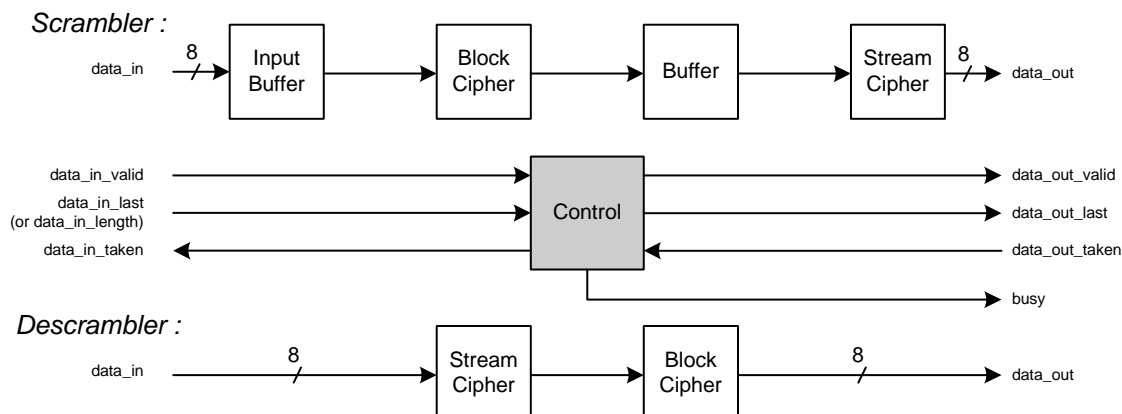 Scrambler :
8
data_in
Input
Buffer
Block
Cipher
Buffer
Stream
Cipher
8
data_out
data_in_valid
data_in_last
(or data_in_length)
data_in_taken
Control
data_out_valid
data_out_last
data_out_taken
busy
Descrambler :
data_in
8
Stream
Cipher
Block
Cipher
8
data_out